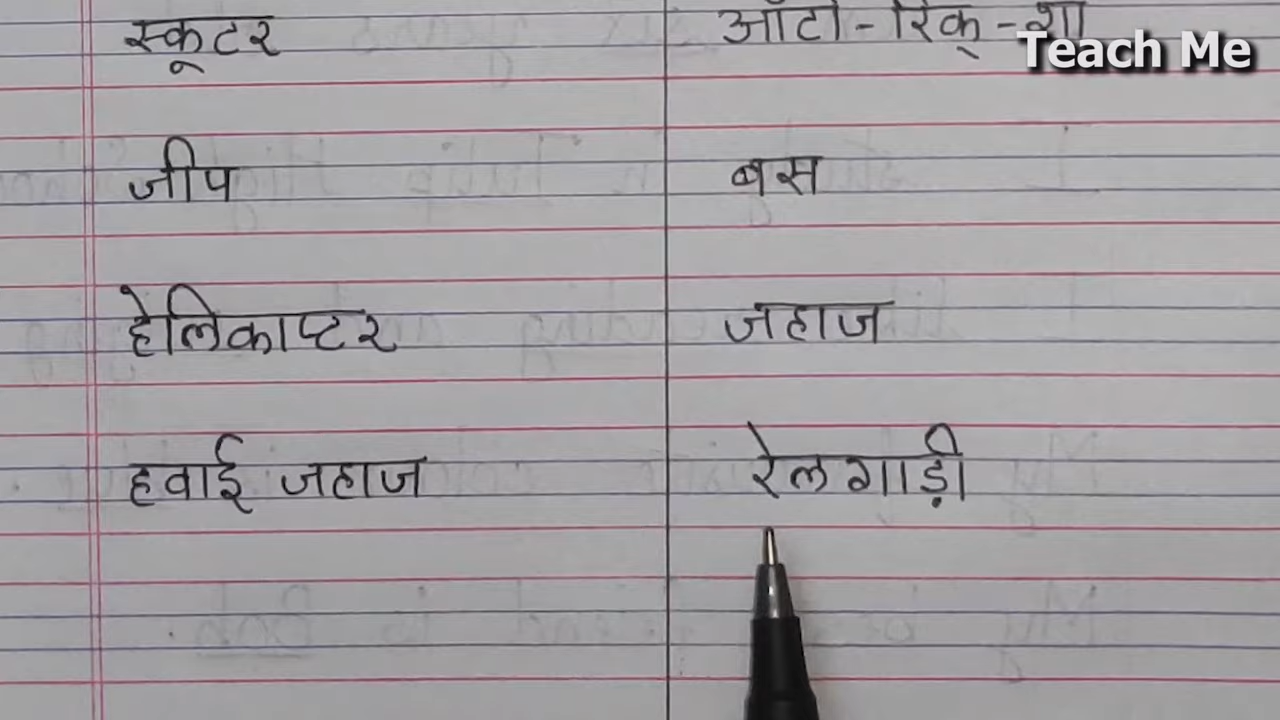 स्कूटर ऑटो-रिक्-शा
Teach Me
जीप बस
हेलिकाप्टर जहाज
हवाई जहाज रेलगाड़ी